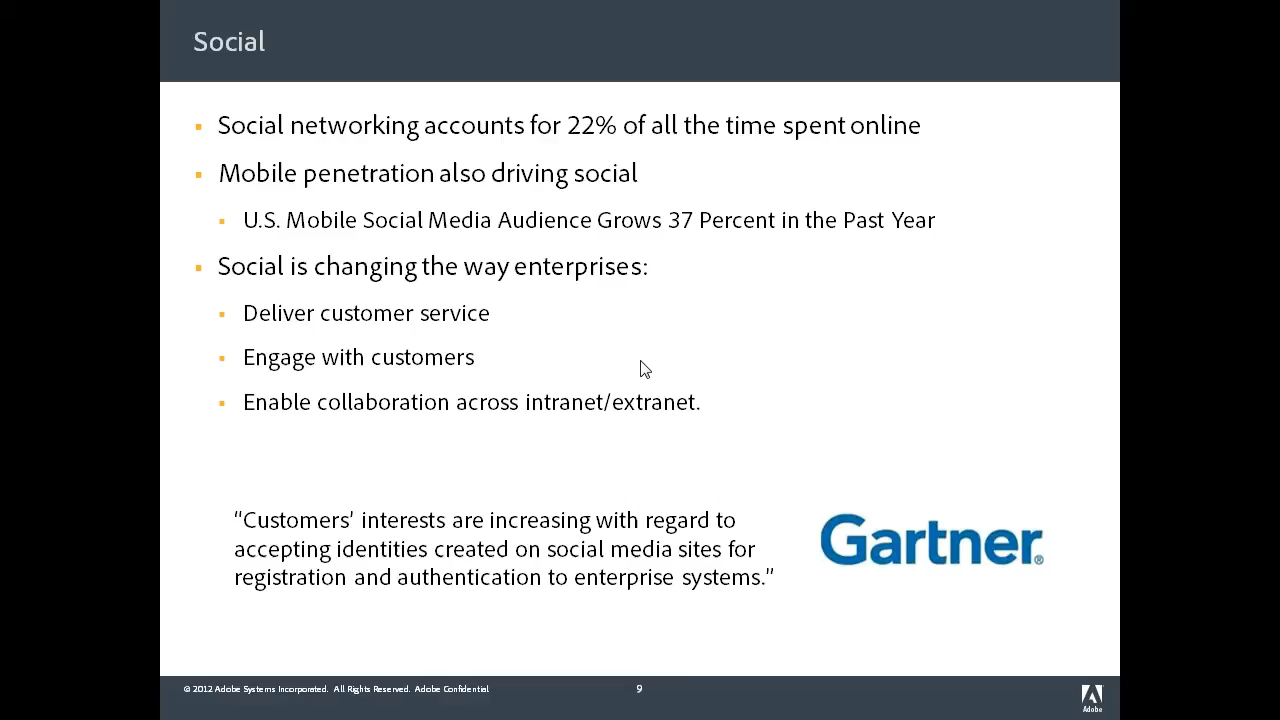 Social
Social networking accounts for 22% of all the time spent online
Mobile penetration also driving social
U.S. Mobile Social Media Audience Grows 37 Percent in the Past Year
Social is changing the way enterprises:
Deliver customer service
Engage with customers
Enable collaboration across intranet/extranet.
“Customers’ interests are increasing with regard to
accepting identities created on social media sites for
registration and authentication to enterprise systems.”
Gartner®
© 2012 Adobe Systems Incorporated. All Rights Reserved. Adobe Confidential
9
Adobe